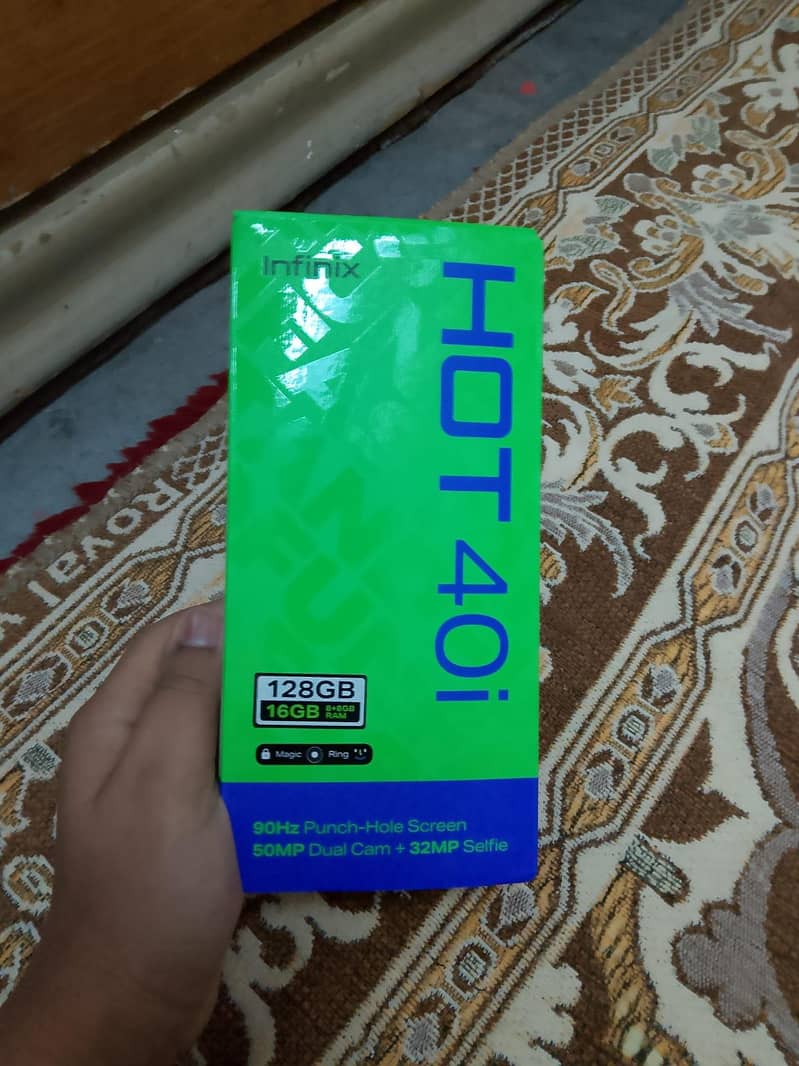 Infinix
HOT 40i
128GB
16GB 8+8GB RAM
Magic Ring
90Hz Punch-Hole Screen
50MP Dual Cam + 32MP Selfie
Royal